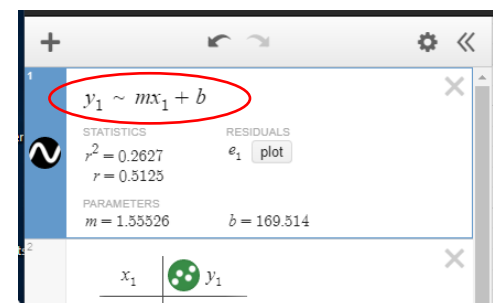 1
y₁ ~ mx₁ + b
STATISTICS RESIDUALS
r² = 0.2627 e₁ plot
r = 0.5125
PARAMETERS
m = 1.55526 b = 169.514
2
x₁ y₁